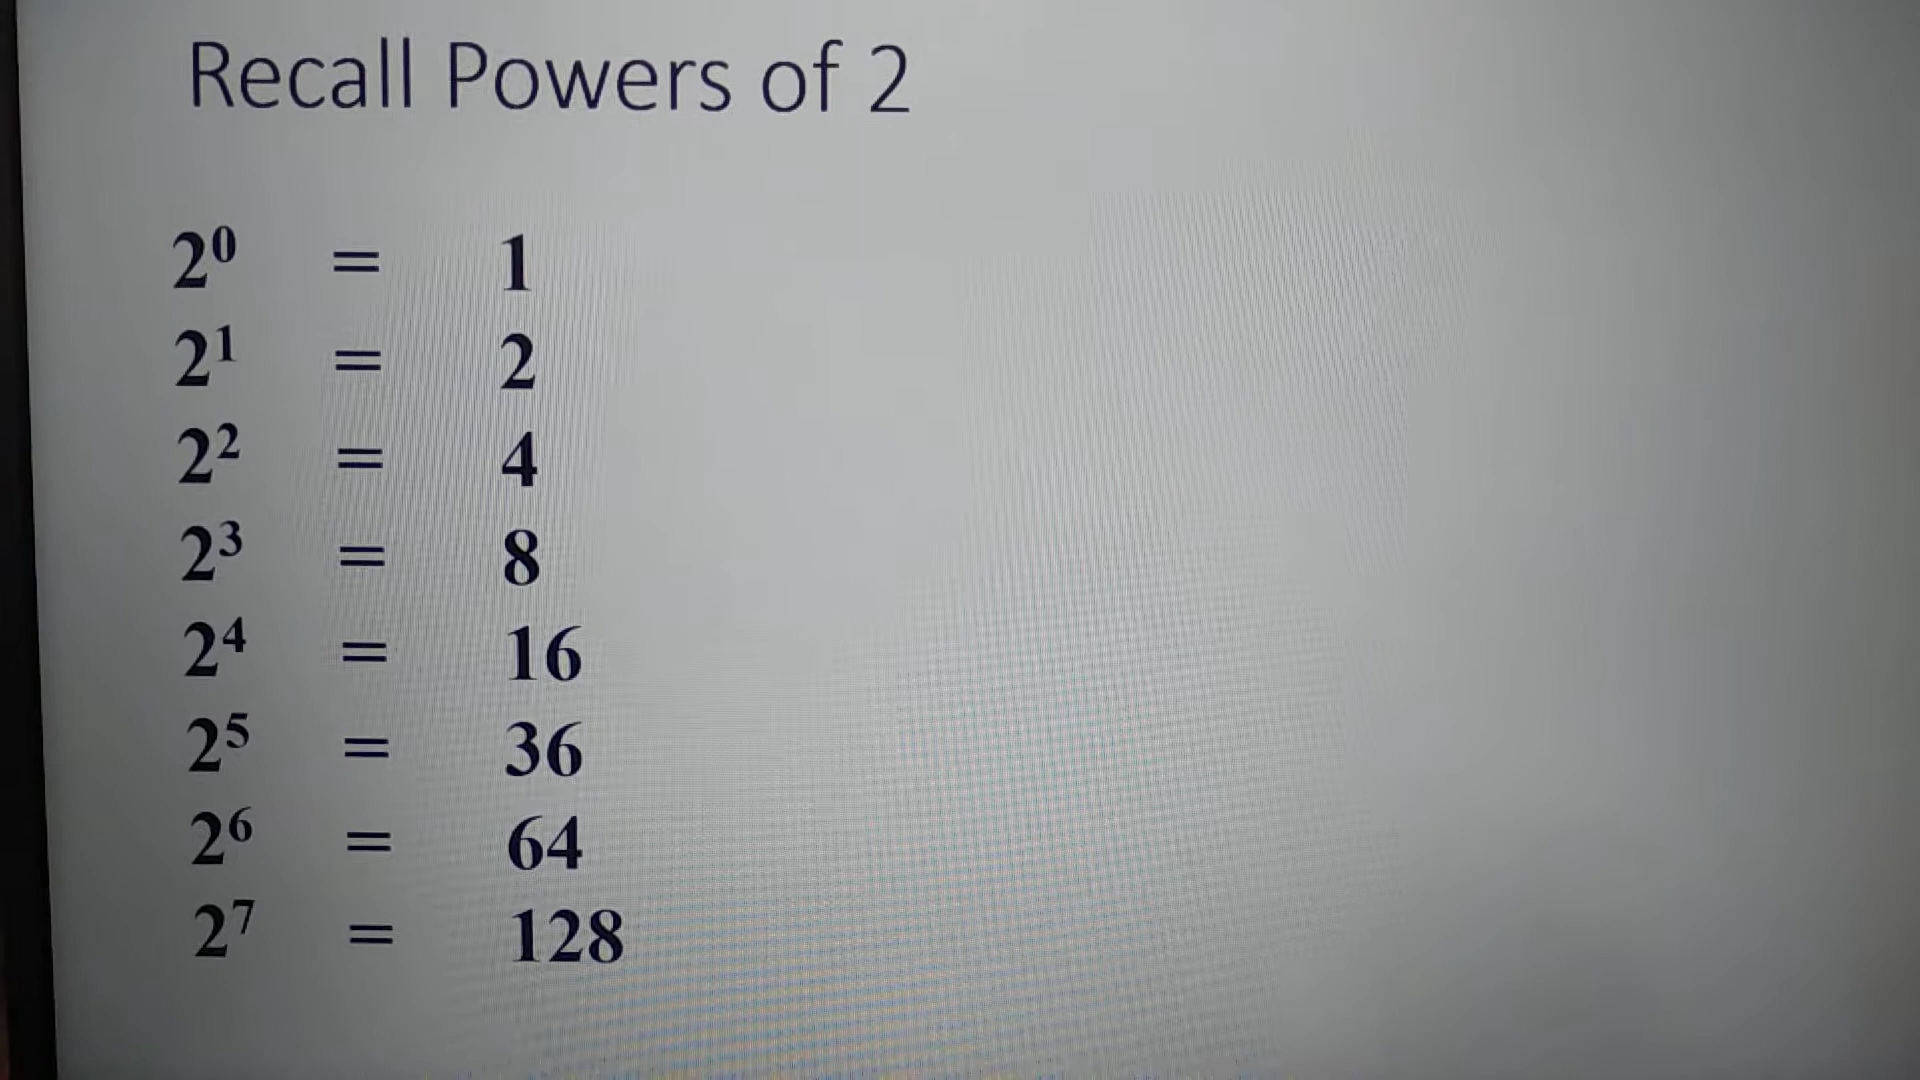 Recall Powers of 2
2⁰ = 1
2¹ = 2
2² = 4
2³ = 8
2⁴ = 16
2⁵ = 36
2⁶ = 64
2⁷ = 128